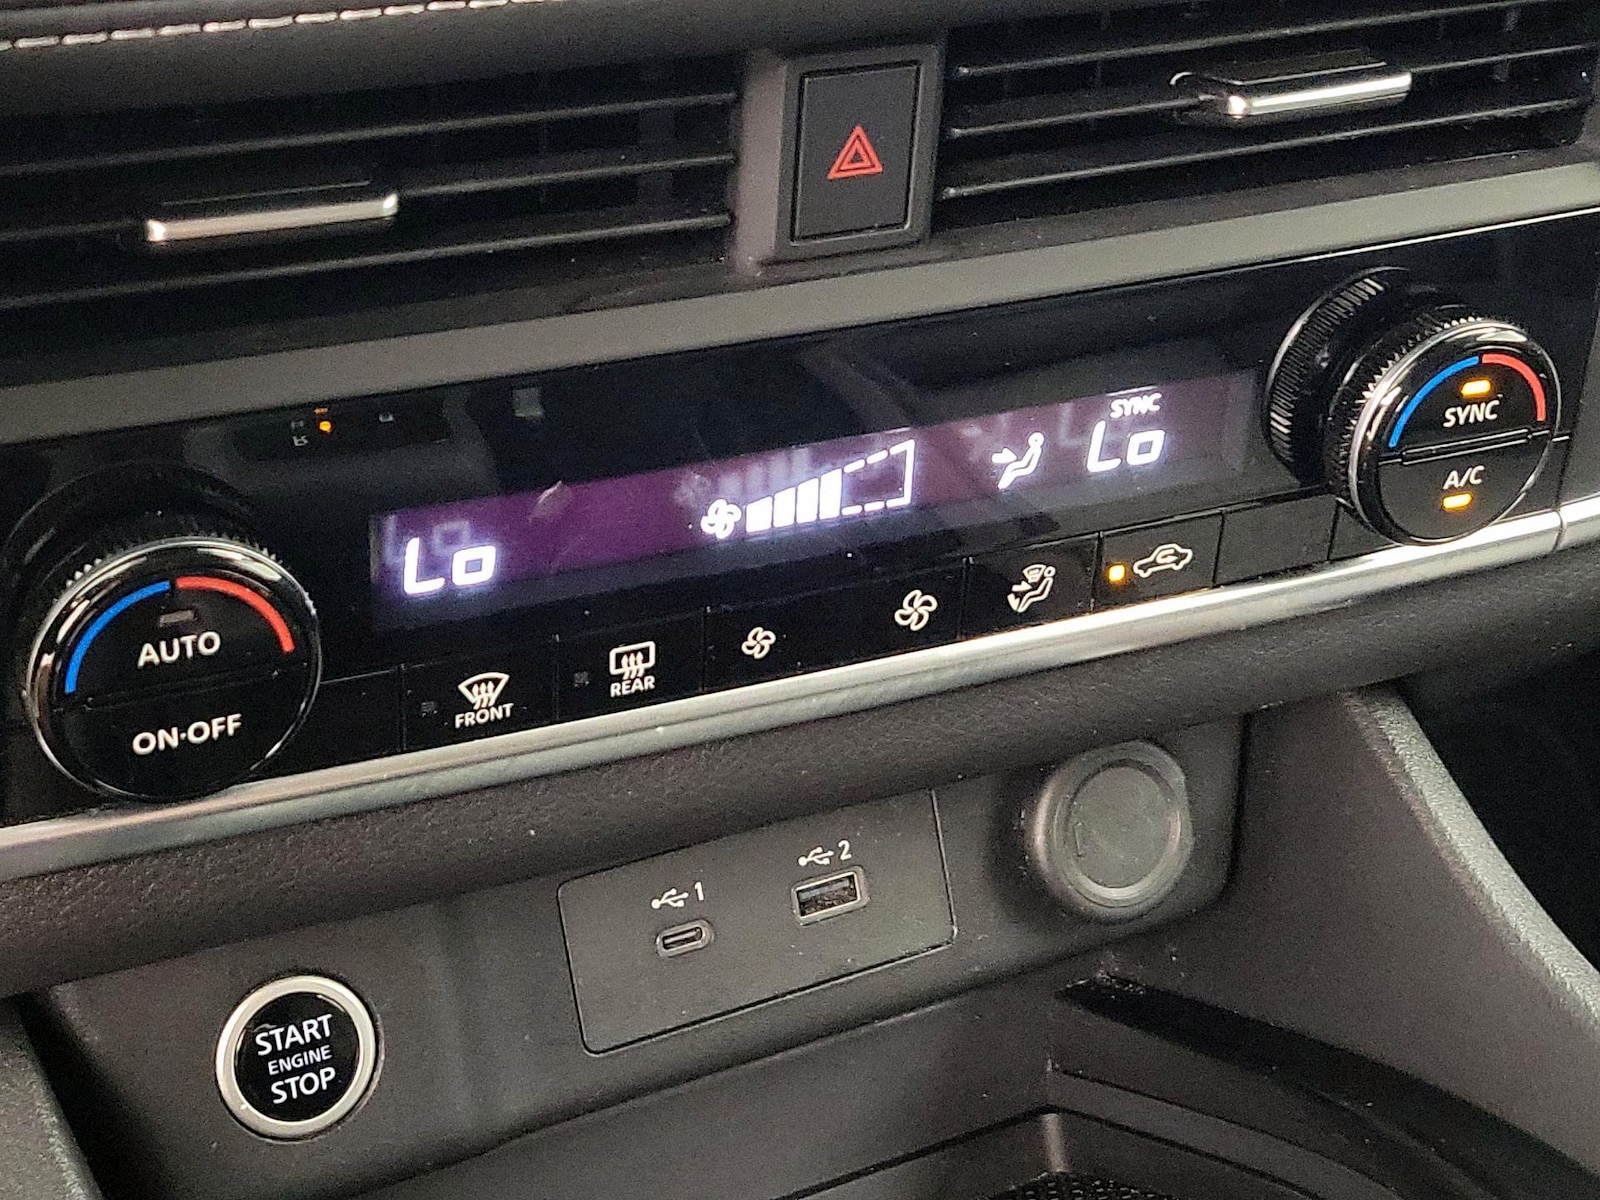 SYNC
Lo
Lo
SYNC
A/C
AUTO
ON·OFF
FRONT
REAR
1
2
START
ENGINE
STOP